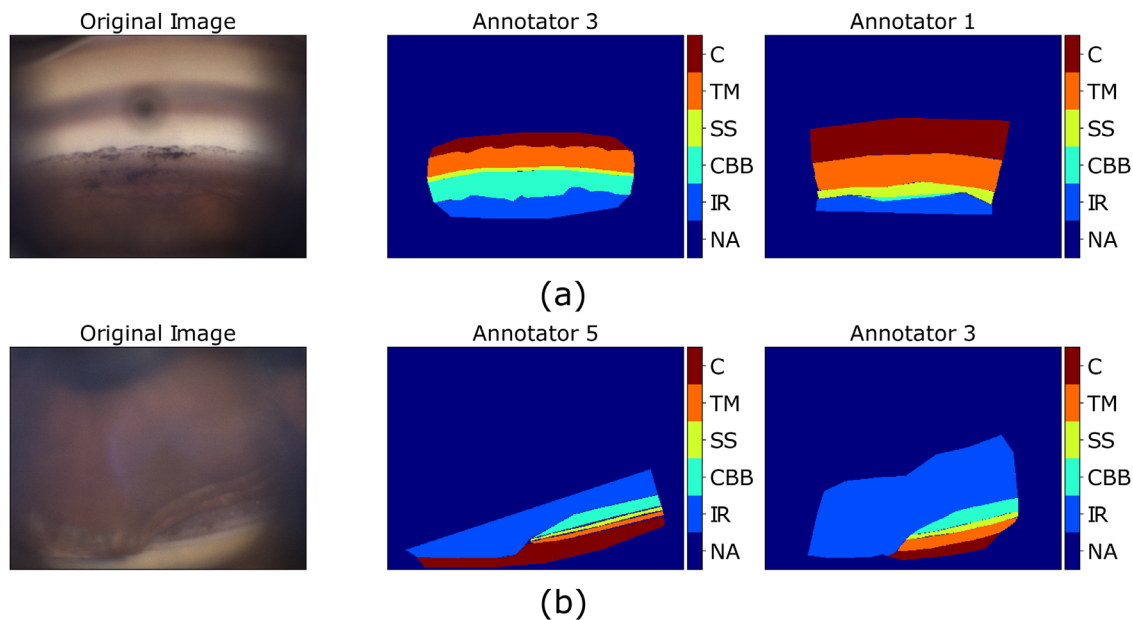 Original Image
Annotator 3
Annotator 1
C
TM
SS
CBB
IR
NA
C
TM
SS
CBB
IR
NA
(a)
Original Image
Annotator 5
Annotator 3
C
TM
SS
CBB
IR
NA
C
TM
SS
CBB
IR
NA
(b)